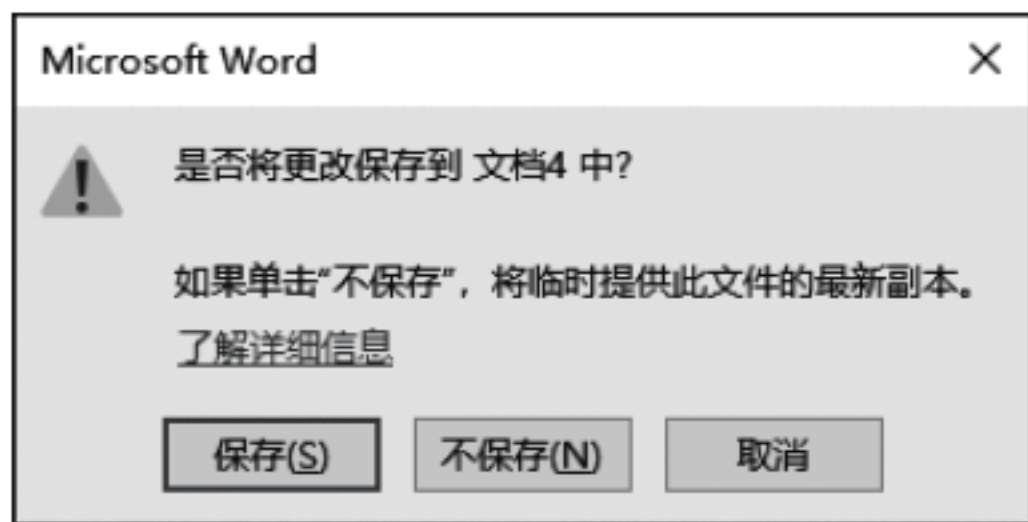 Microsoft Word
是否将更改保存到 文档4 中?
如果单击“不保存”，将临时提供此文件的最新副本。
了解详细信息
保存(S) 不保存(N) 取消